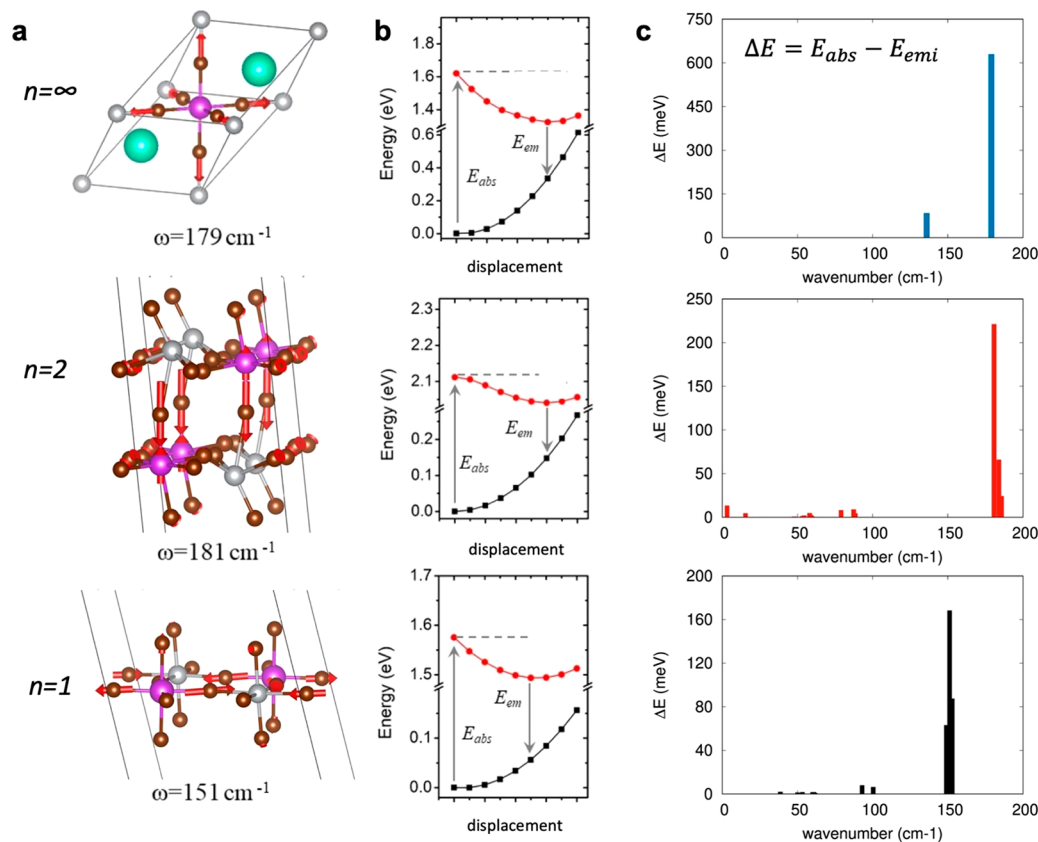 a
b
c
n=∞
ω=179 cm-1
Energy (eV)
1.8
1.6
1.4
0.6
0.4
0.2
0.0
Eabs
Eem
displacement
ΔE = Eabs − Eemi
ΔE (meV)
750
600
450
300
150
0
0 50 100 150 200
wavenumber (cm-1)
n=2
ω=181 cm-1
Energy (eV)
2.3
2.2
2.1
0.2
0.1
0.0
Eabs
Eem
displacement
ΔE (meV)
250
200
150
100
50
0
0 50 100 150 200
wavenumber (cm-1)
n=1
ω=151 cm-1
Energy (eV)
1.7
1.6
1.5
0.1
0.0
Eabs
Eem
displacement
ΔE (meV)
200
160
120
80
40
0
0 50 100 150 200
wavenumber (cm-1)